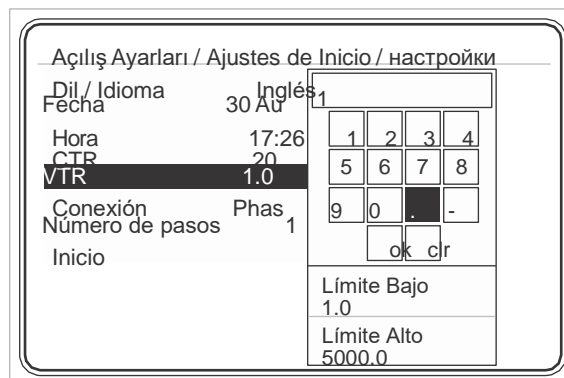 Açılış Ayarları / Ajustes de Inicio / настройки
Dil / Idioma Inglés
Fecha 30 Au
Hora 17:26
CTR 20
VTR 1.0
Conexión Phas
Número de pasos 1
Inicio
1
1 2 3 4
5 6 7 8
9 0 . -
ok clr
Límite Bajo
1.0
Límite Alto
5000.0